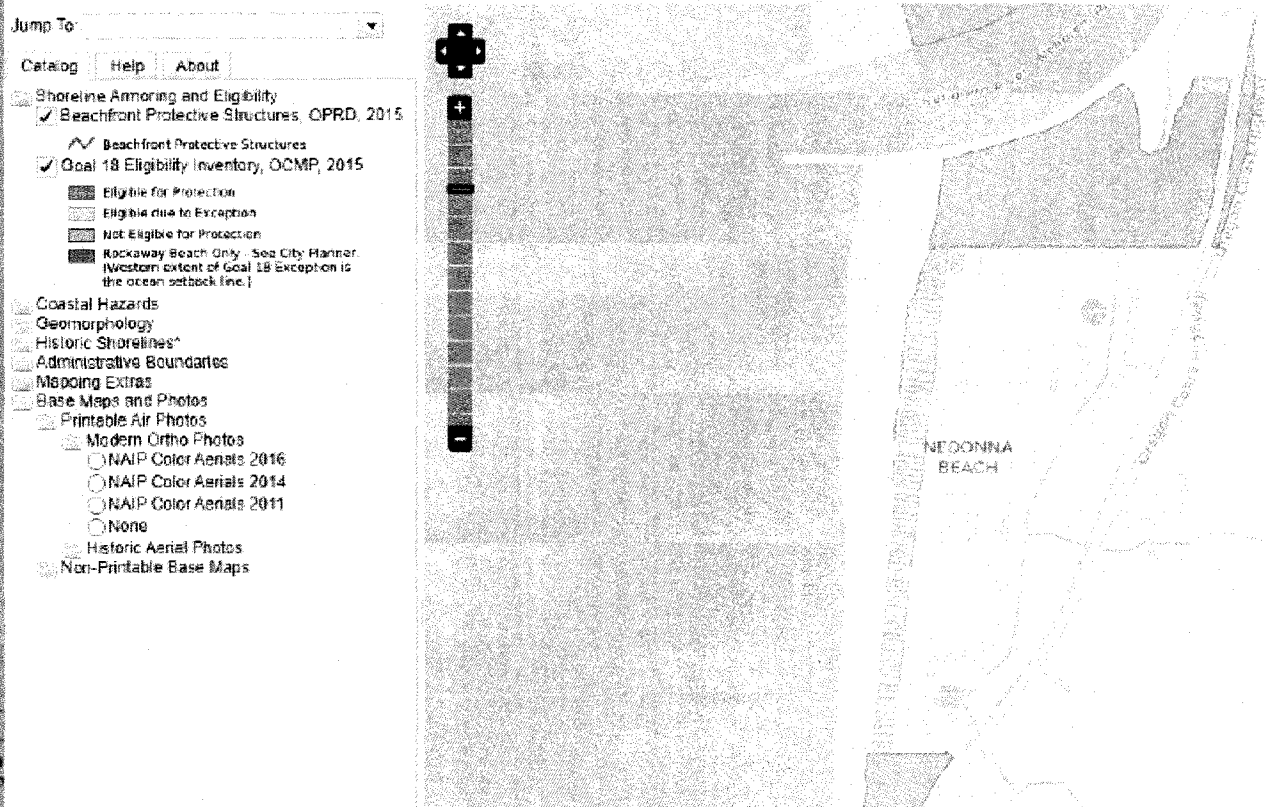 Jump To:
Catalog Help About
Shoreline Armoring and Eligibility
Beachfront Protective Structures, OPRD, 2015
Beachfront Protective Structures
Goal 18 Eligibility Inventory, OCMP, 2015
Eligible for Protection
Eligible due to Exception
Not Eligible for Protection
Rockaway Beach Only - See City Planner.
(Western extent of Goal 18 Exception is
the ocean setback line.)
Coastal Hazards
Geomorphology
Historic Shorelines*
Administrative Boundaries
Mapping Extras
Base Maps and Photos
Printable Air Photos
Modern Ortho Photos
NAIP Color Aerials 2016
NAIP Color Aerials 2014
NAIP Color Aerials 2011
None
Historic Aerial Photos
Non-Printable Base Maps
NEDONNA
BEACH
Oregon Coast Highway